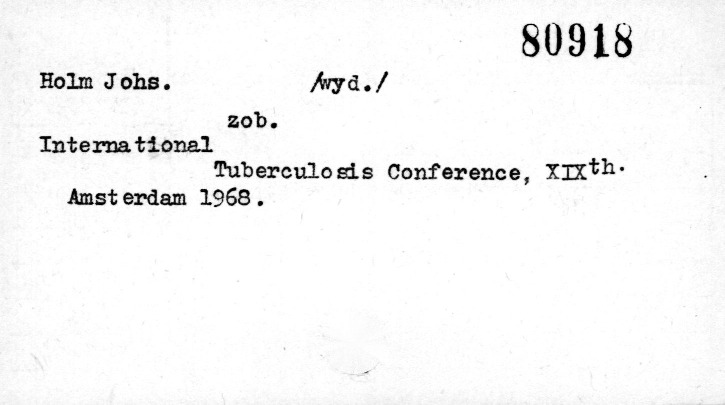 80918
Holm Johs. /wyd./
zob.
International
Tuberculosis Conference, XIXth.
Amsterdam 1968.